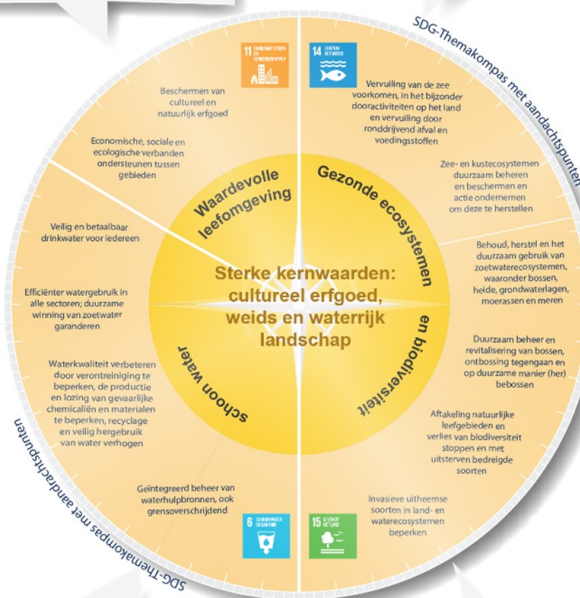 SDG-Themakompas met aandachtspunten
11
14
Beschermen van
cultureel en
natuurlijk erfgoed
Economische, sociale en
ecologische verbanden
ondersteunen tussen
gebieden
Vervuiling van de zee
voorkomen, in het bijzonder
dooractiviteiten op het land
en vervuiling door
ronddrijvend afval en
voedingsstoffen
Zee- en kustecosystemen
duurzaam beheren
en beschermen en
actie ondernemen
om deze te herstellen
Waardevolle
leefomgeving
Gezonde ecosystemen
en biodiversiteit
Veilig en betaalbaar
drinkwater voor iedereen
Efficiënter watergebruik in
alle sectoren; duurzame
winning van zoetwater
garanderen
Sterke kernwaarden:
cultureel erfgoed,
weids en waterrijk
landschap
Behoud, herstel en het
duurzaam gebruik van
zoetwaterecosystemen,
waaronder bossen,
heide, grondwaterlagen,
moerassen en meren
Duurzaam beheer en
revitalisering van bossen,
ontbossing tegengaan en
op duurzame manier (her)
bebossen
schoon water
Waterkwaliteit verbeteren
door verontreiniging te
beperken, de productie
en lozing van gevaarlijke
chemicaliën en materialen
te beperken, recyclage
en veilig hergebruik
van water verhogen
Geïntegreerd beheer van
waterhulpbronnen, ook
grensoverschrijdend
Aftakeling natuurlijke
leefgebieden en
verlies van biodiversiteit
stoppen en met
uitsterven bedreigde
soorten
Invasieve uitheemse
soorten in land- en
waterecosystemen
beperken
6
15
SDG-Themakompas met aandrachtspunten